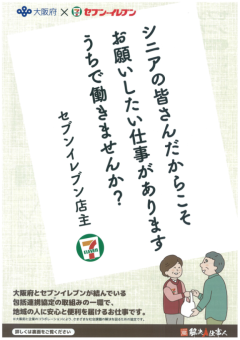 大阪府 × セブン-イレブン
シニアの皆さんだからこそ
お願いしたい仕事があります
うちで働きませんか？
セブンイレブン店主
大阪府とセブンイレブンが結んでいる
包括連携協定の取組みの一環で、
地域の人に安心と便利を届けるお仕事です。
詳しくは裏面をご覧ください